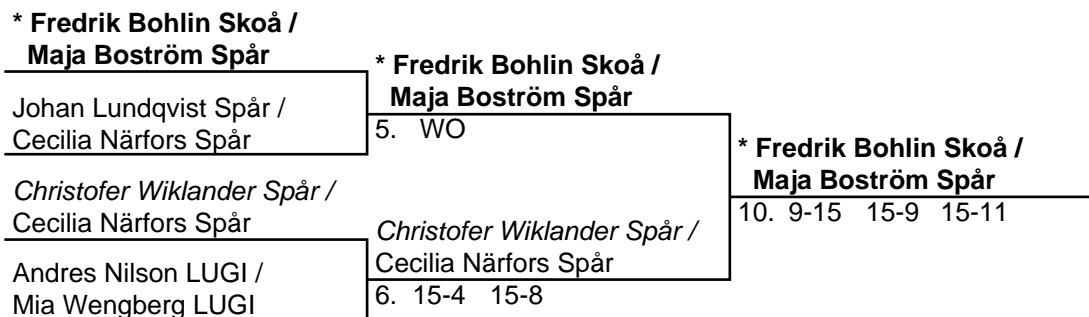 * Fredrik Bohlin Skoå /
Maja Boström Spår
Johan Lundqvist Spår /
Cecilia Närfors Spår
Christofer Wiklander Spår /
Cecilia Närfors Spår
Andres Nilson LUGI /
Mia Wengberg LUGI
* Fredrik Bohlin Skoå /
Maja Boström Spår
5. WO
Christofer Wiklander Spår /
Cecilia Närfors Spår
6. 15-4 15-8
* Fredrik Bohlin Skoå /
Maja Boström Spår
10. 9-15 15-9 15-11